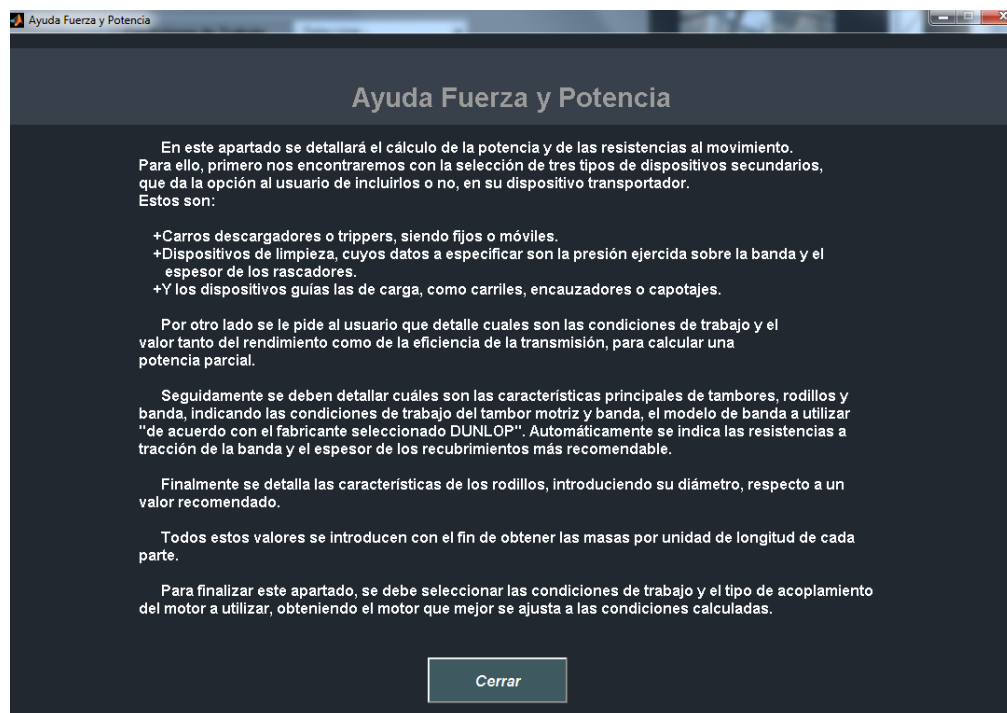 Ayuda Fuerza y Potencia
Ayuda Fuerza y Potencia
En este apartado se detallará el cálculo de la potencia y de las resistencias al movimiento.
Para ello, primero nos encontraremos con la selección de tres tipos de dispositivos secundarios,
que da la opción al usuario de incluirlos o no, en su dispositivo transportador.
Estos son:
+Carros descargadores o trippers, siendo fijos o móviles.
+Dispositivos de limpieza, cuyos datos a especificar son la presión ejercida sobre la banda y el
espesor de los rascadores.
+Y los dispositivos guías las de carga, como carriles, encauzadores o capotajes.
Por otro lado se le pide al usuario que detalle cuales son las condiciones de trabajo y el
valor tanto del rendimiento como de la eficiencia de la transmisión, para calcular una
potencia parcial.
Seguidamente se deben detallar cuáles son las características principales de tambores, rodillos y
banda, indicando las condiciones de trabajo del tambor motriz y banda, el modelo de banda a utilizar
"de acuerdo con el fabricante seleccionado DUNLOP". Automáticamente se indica las resistencias a
tracción de la banda y el espesor de los recubrimientos más recomendable.
Finalmente se detalla las características de los rodillos, introduciendo su diámetro, respecto a un
valor recomendado.
Todos estos valores se introducen con el fin de obtener las masas por unidad de longitud de cada
parte.
Para finalizar este apartado, se debe seleccionar las condiciones de trabajo y el tipo de acoplamiento
del motor a utilizar, obteniendo el motor que mejor se ajusta a las condiciones calculadas.
Cerrar